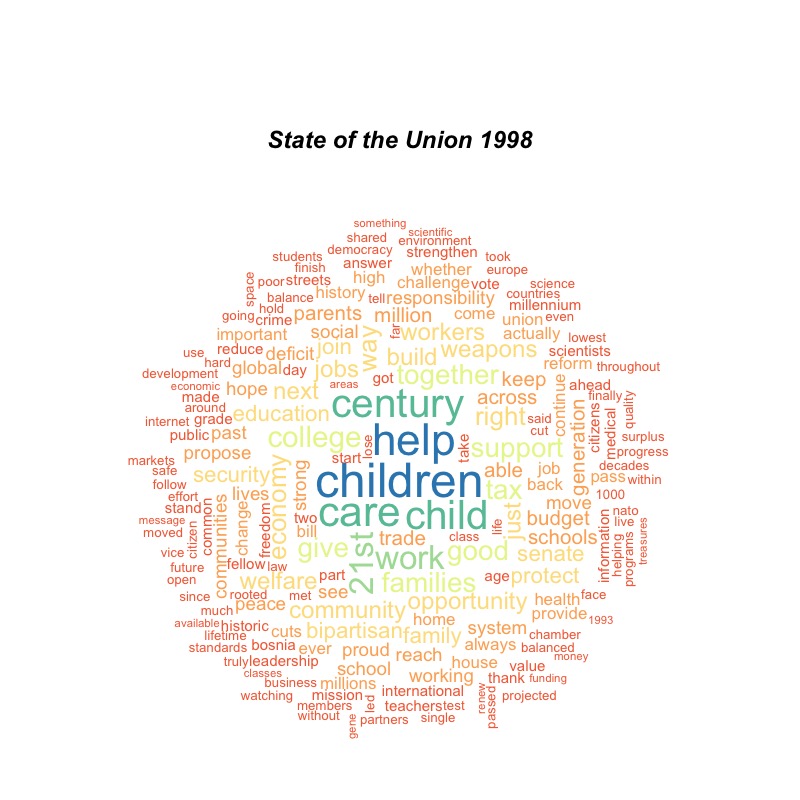 State of the Union 1998
something
scientific
shared
environment
democracy
strengthen
students
answer
whether
took
finish
high
europe
space
poor
streets
challenge
vote
science
balance
history
tell
responsibility
countries
millennium
hold
going
crime
parents
million
come
union
even
important
social
far
workers
actually
lowest
use
reduce
deficit
join
way
build
weapons
scientists
hard
global
day
jobs
reform
throughout
development
got
together
keep
economic
made
hope
next
areas
across
continue
ahead
around
century
finally
internet
grade
education
right
said
citizens
medical
quality
public
past
college
lose
help
take
cut
generation
surplus
propose
start
support
progress
markets
safe
security
strong
children
able
job
decades
follow
lives
tax
back
pass
within
effort
economy
1000
stand
common
communities
changes
freedom
two
care
child
life
just
move
nato
message
budget
live
moved
citizen
bill
trade
class
schools
information
helping
programs
treasures
vice
give
21st
work
good
senate
future
fellow
law
open
welfare
part
families
age
protect
since
rooted
met
see
health
face
much
peace
community
opportunity
provide
1993
available
historic
home
lifetime
cuts
bipartisan
family
system
chamber
standards
bosnia
ever
proud
reach
always
balanced
truly
leadership
house
value
money
classes
school
working
thank
funding
business
millions
watching
mission
international
renew
projected
members
led
teachers
test
passed
without
gene
partners
single